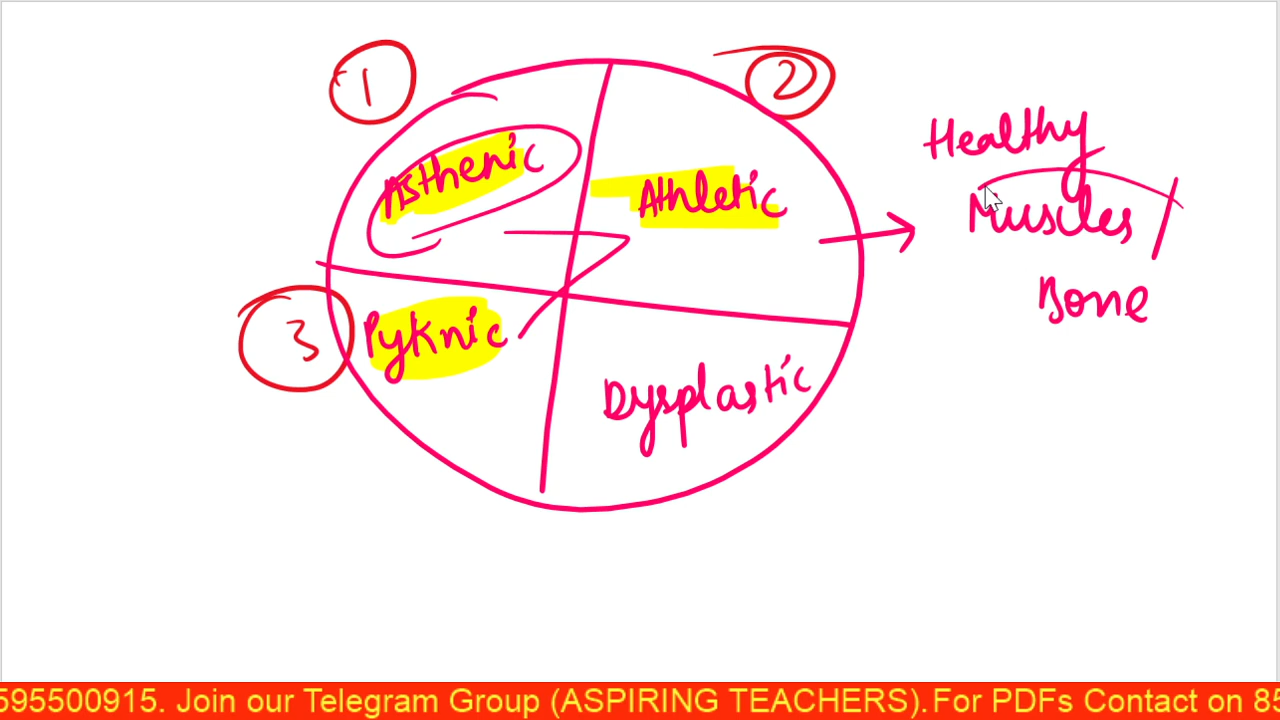 1
2
Asthenic
Athletic
Healthy
Muscles /
Bone
3
Pyknic
Dysplastic
595500915. Join our Telegram Group (ASPIRING TEACHERS).For PDFs Contact on 85